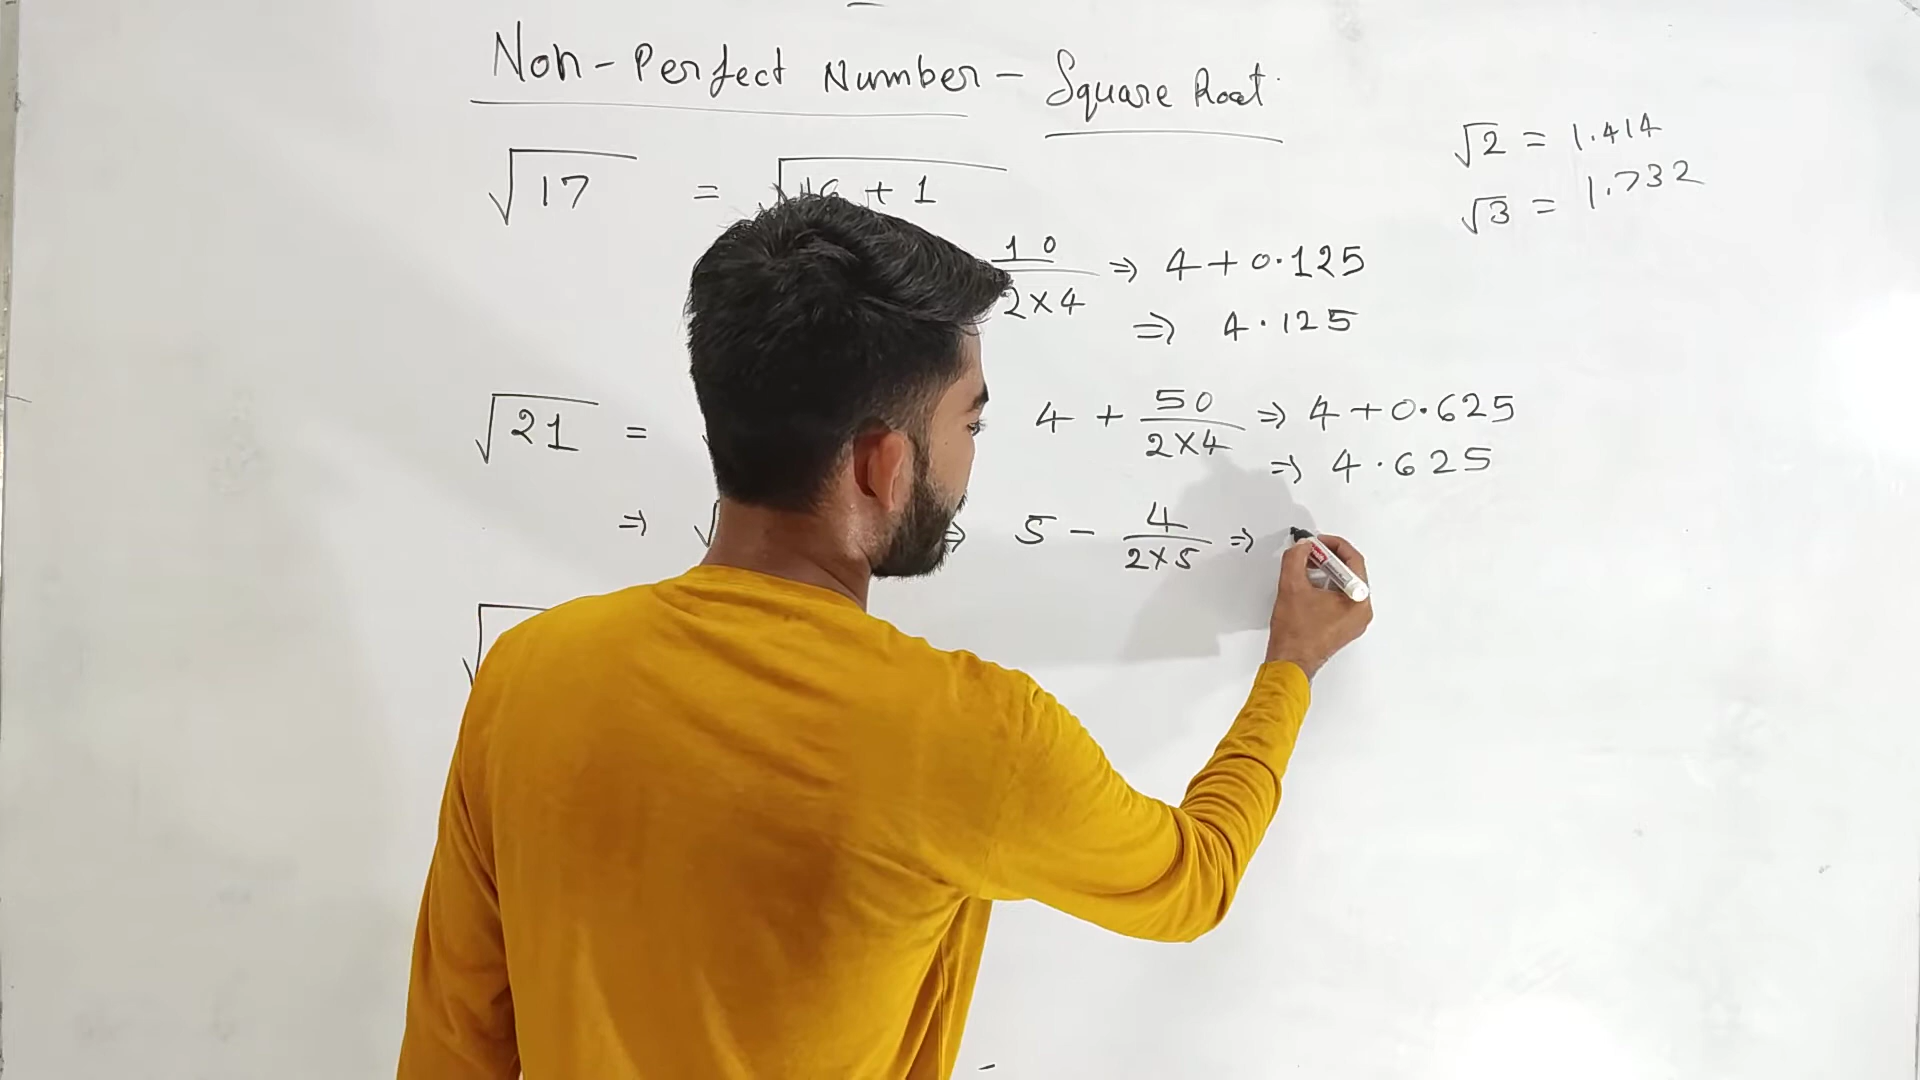 Non-Perfect Number - Square Root
√2 = 1.414
√3 = 1.732
√17 = √16 + 1
10/2×4 ⇒ 4+0.125
⇒ 4.125
√21 = √ 4 + 50/2×4 ⇒ 4+0.625
⇒ 4.625
⇒ √ ⇒ 5 - 4/2×5 ⇒